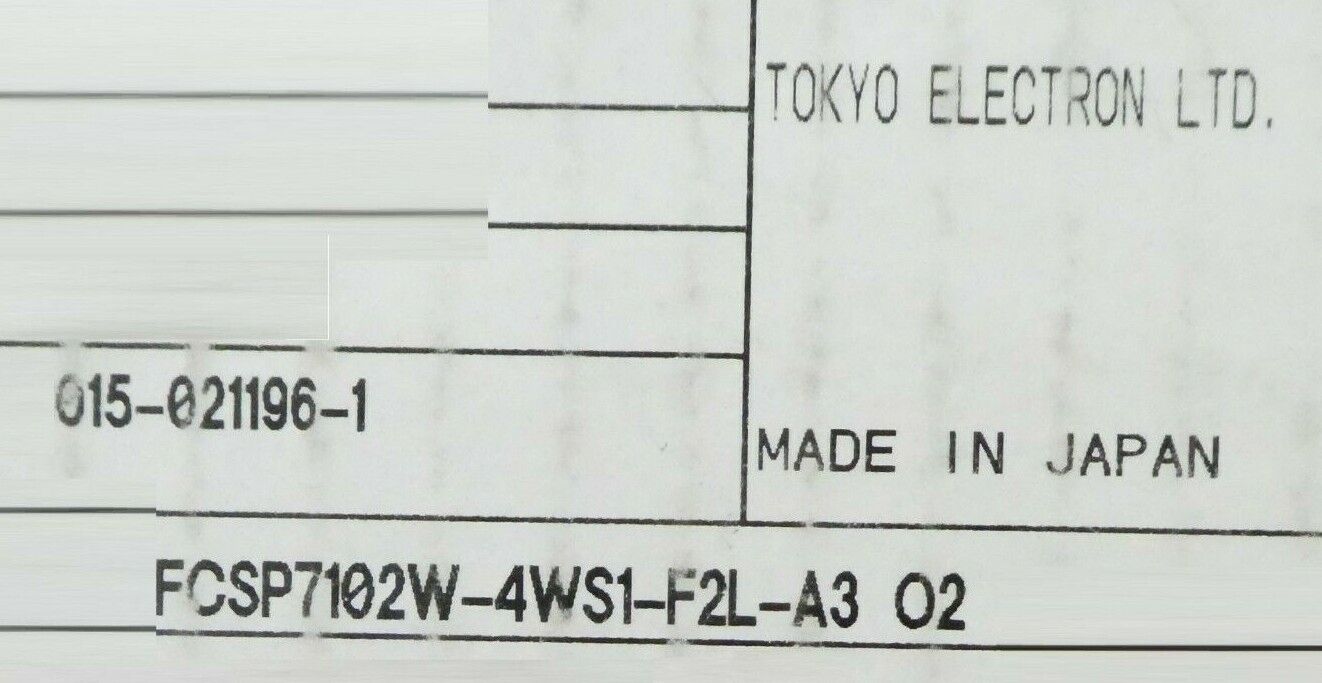 TOKYO ELECTRON LTD.
015-021196-1
MADE IN JAPAN
FCSP7102W-4WS1-F2L-A3 O2